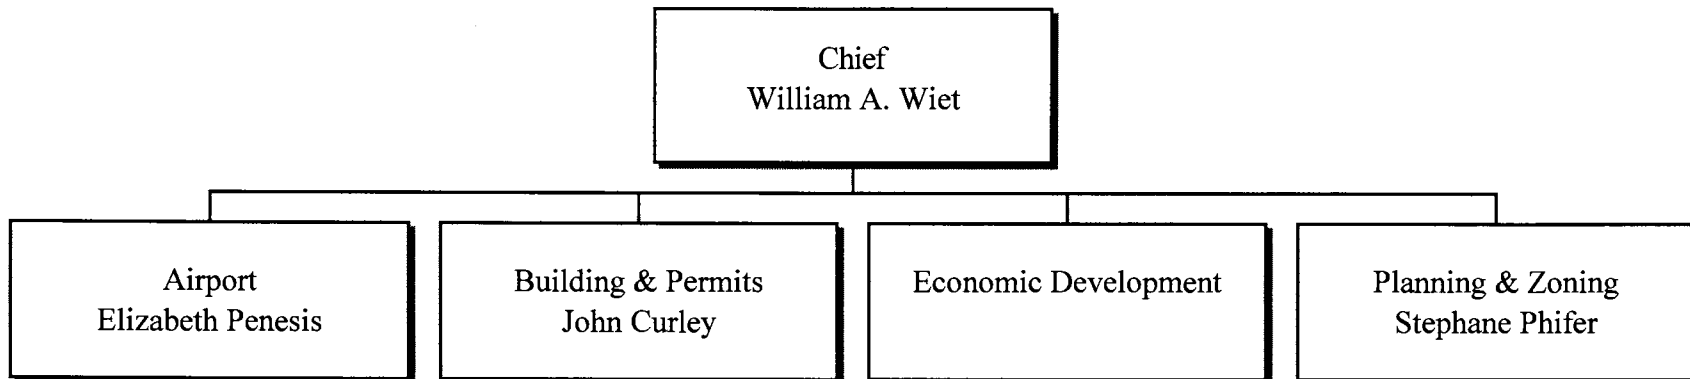 Chief
William A. Wiet
Airport
Elizabeth Penesis
Building & Permits
John Curley
Economic Development
Planning & Zoning
Stephane Phifer